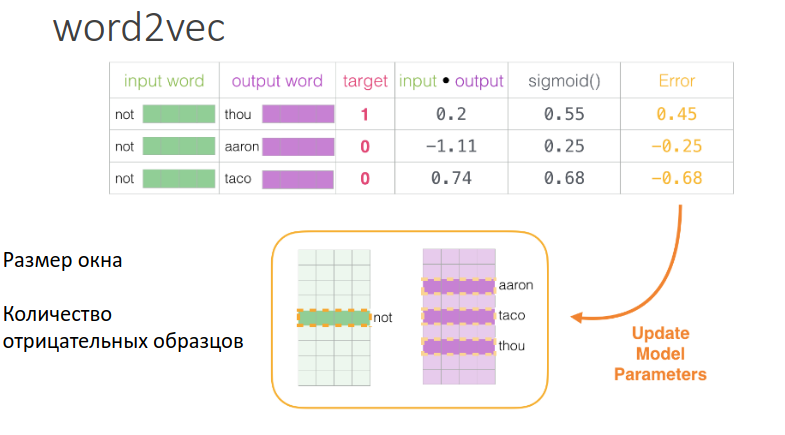 word2vec
input word output word target input • output sigmoid() Error
not thou 1 0.2 0.55 0.45
not aaron 0 −1.11 0.25 −0.25
not taco 0 0.74 0.68 −0.68
Размер окна
Количество
отрицательных образцов
not
aaron
taco
thou
Update
Model
Parameters